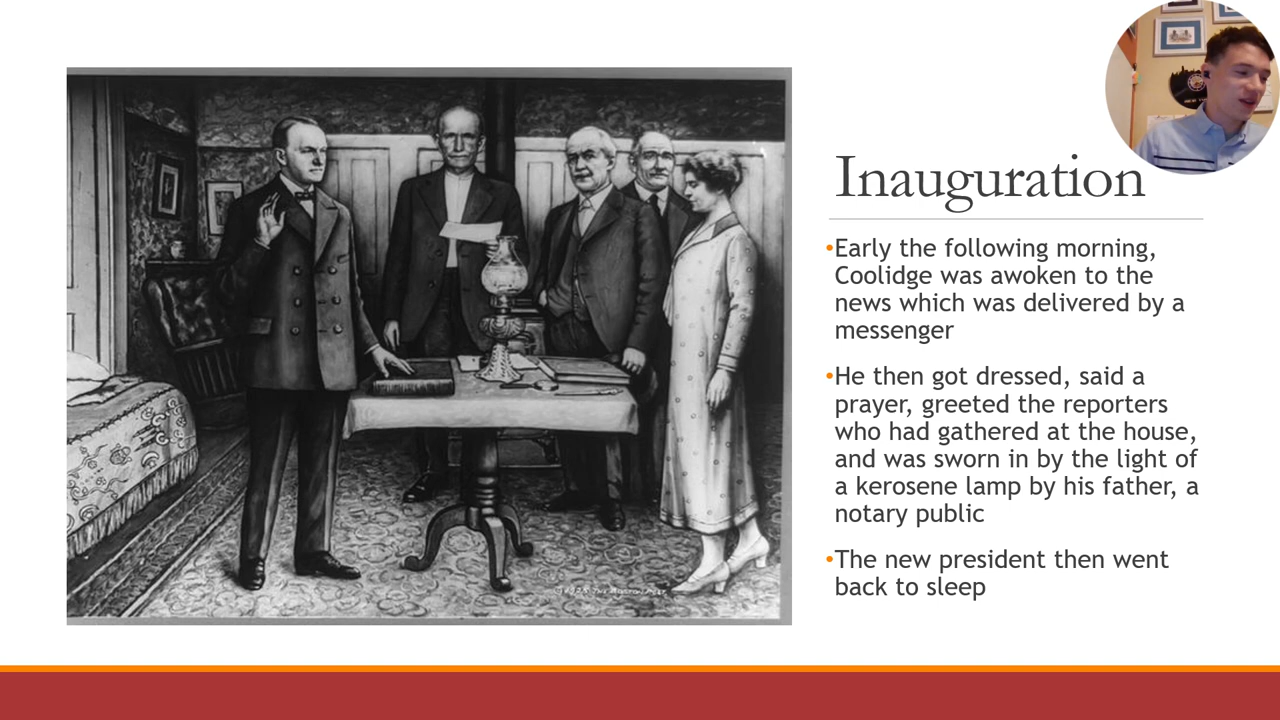 Inauguration
•Early the following morning,
Coolidge was awoken to the
news which was delivered by a
messenger
•He then got dressed, said a
prayer, greeted the reporters
who had gathered at the house,
and was sworn in by the light of
a kerosene lamp by his father, a
notary public
•The new president then went
back to sleep